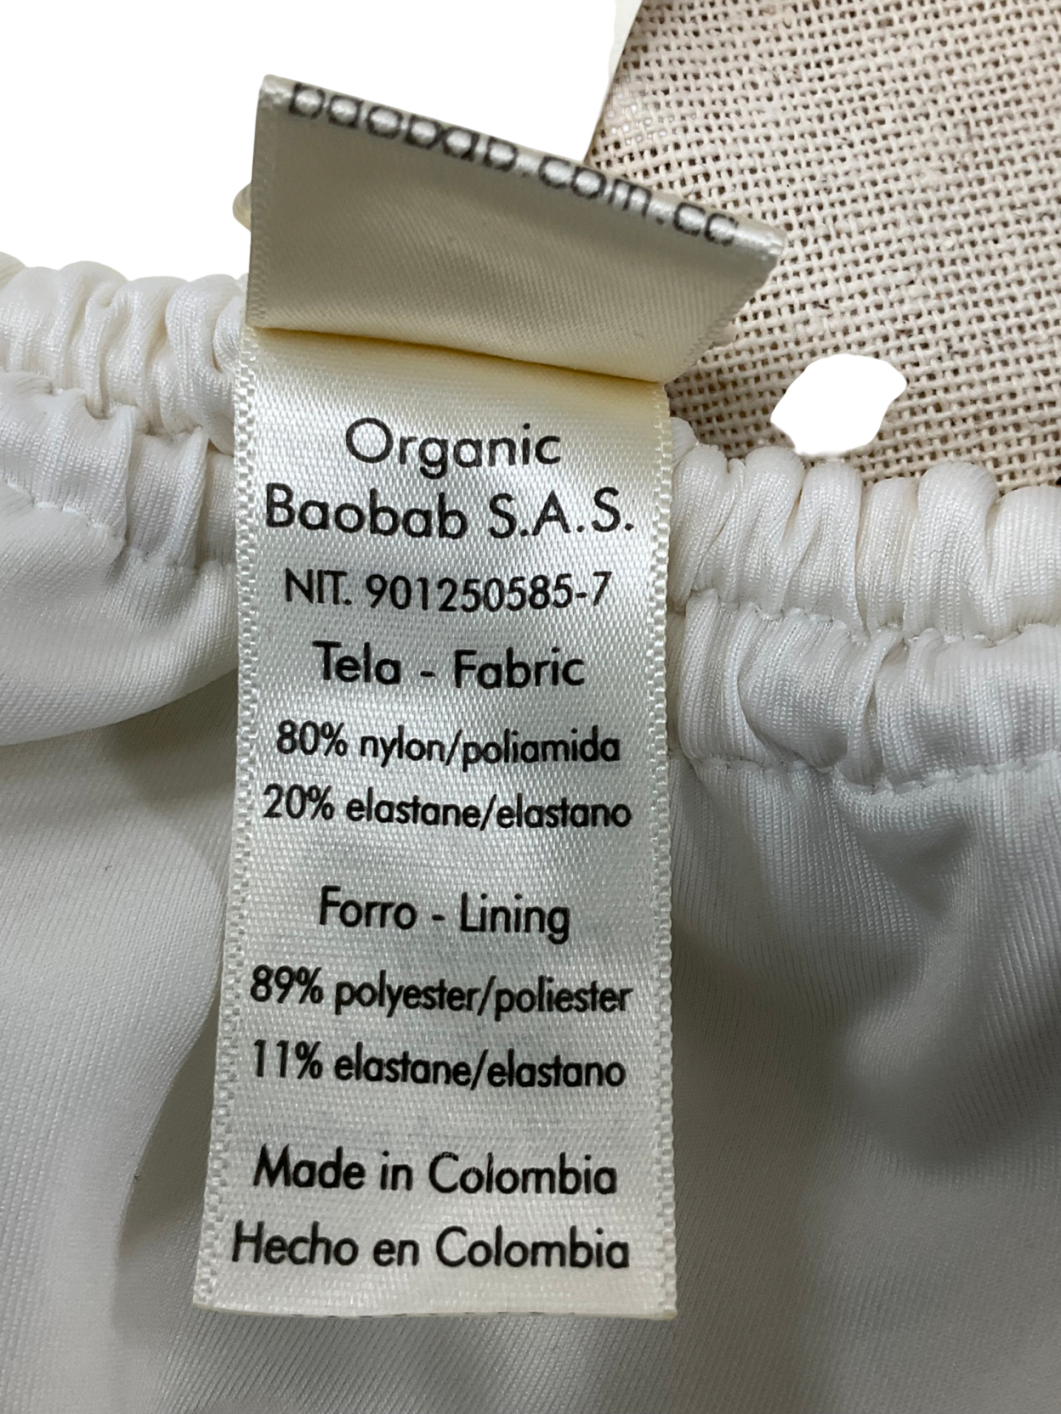 baobab.com.co
Organic
Baobab S.A.S.
NIT. 901250585-7
Tela - Fabric
80% nylon/poliamida
20% elastane/elastano
Forro - Lining
89% polyester/poliester
11% elastane/elastano
Made in Colombia
Hecho en Colombia